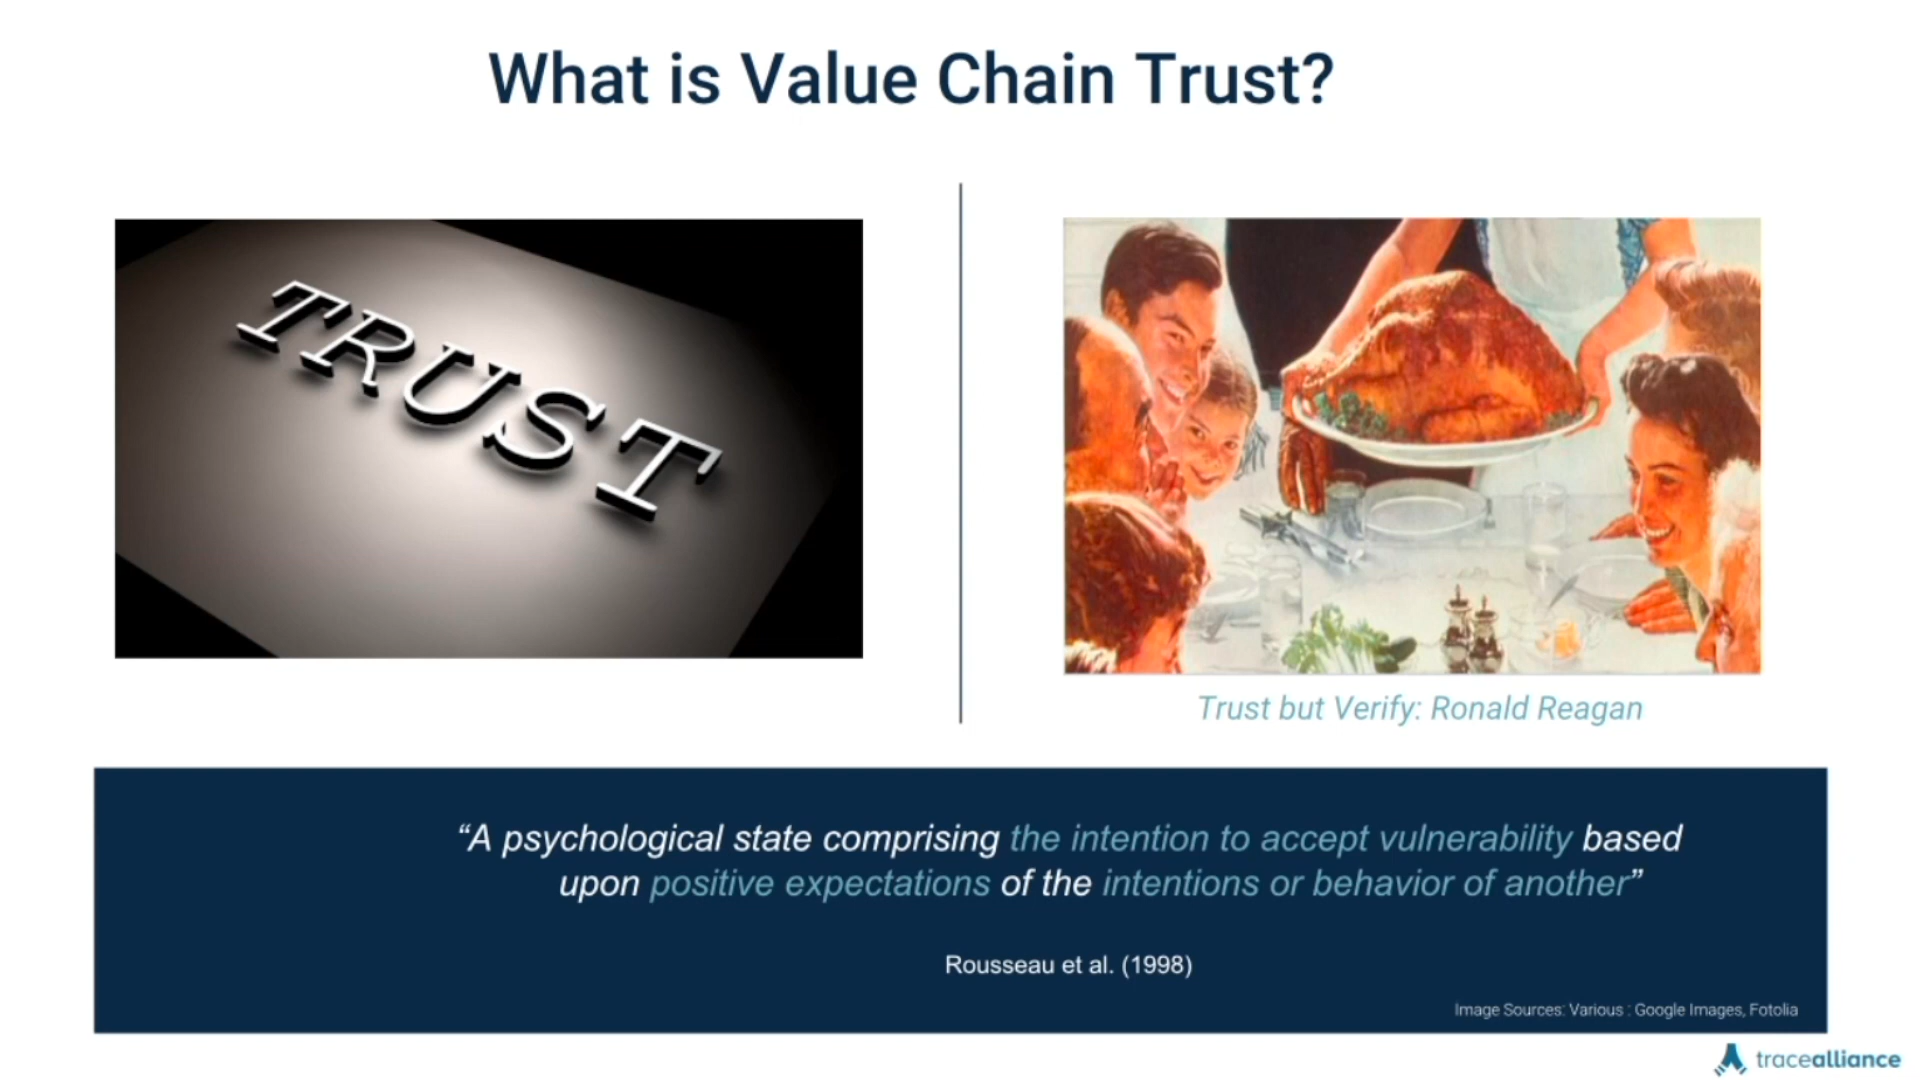 What is Value Chain Trust?
TRUST
Trust but Verify: Ronald Reagan
“A psychological state comprising the intention to accept vulnerability based
upon positive expectations of the intentions or behavior of another”
Rousseau et al. (1998)
Image Sources: Various : Google Images, Fotolia
tracealliance